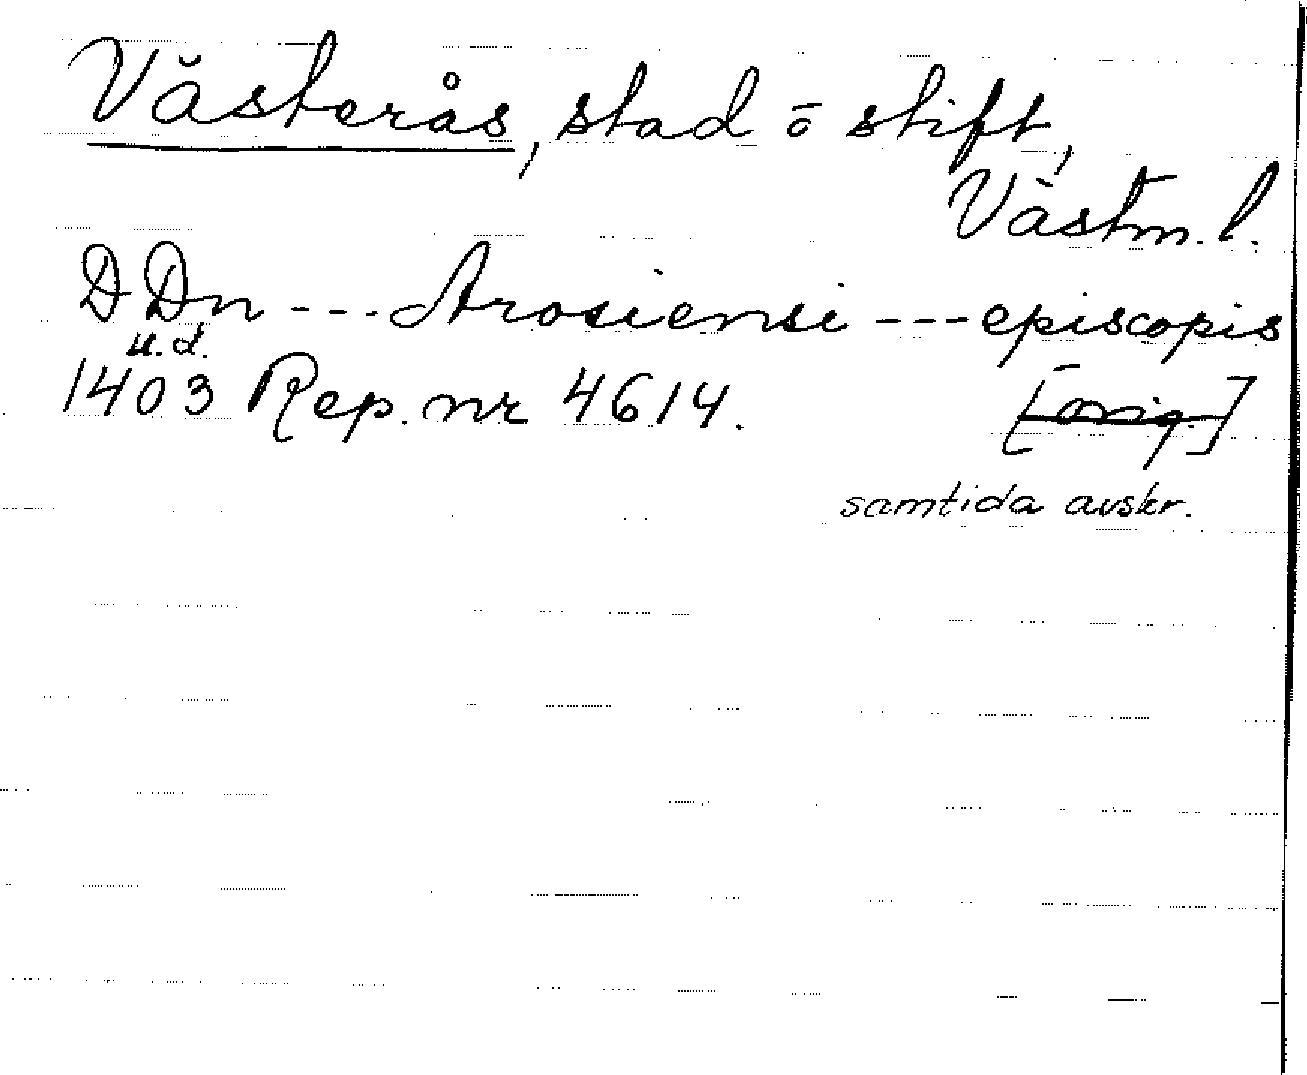 Västerås, stad o stift,
Västm. l.
DDn --- Arosiensi --- episcopis
u.d.
1403 Rep. nr 4614. [orig.]
samtida avskr.